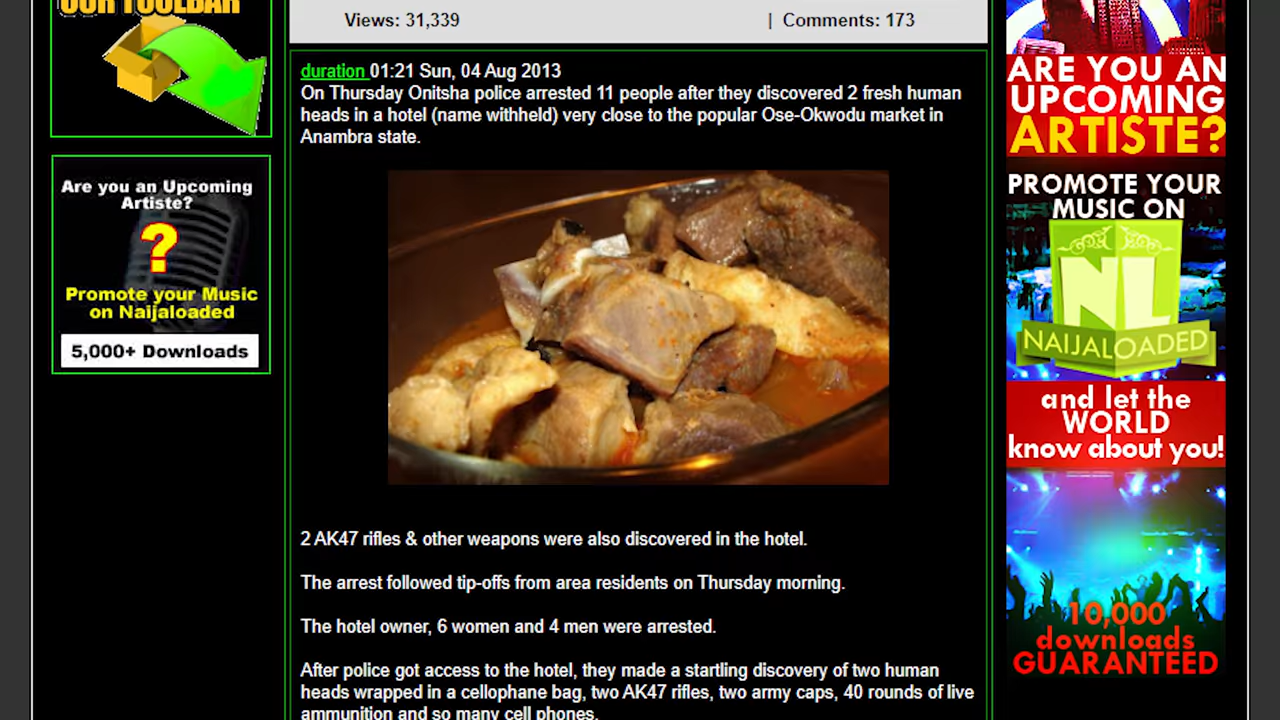 OUR TOOLBAR
Are you an Upcoming
Artiste?
?
Promote your Music
on Naijaloaded
5,000+ Downloads
Views: 31,339
| Comments: 173
duration 01:21 Sun, 04 Aug 2013
On Thursday Onitsha police arrested 11 people after they discovered 2 fresh human
heads in a hotel (name withheld) very close to the popular Ose-Okwodu market in
Anambra state.
2 AK47 rifles & other weapons were also discovered in the hotel.
The arrest followed tip-offs from area residents on Thursday morning.
The hotel owner, 6 women and 4 men were arrested.
After police got access to the hotel, they made a startling discovery of two human
heads wrapped in a cellophane bag, two AK47 rifles, two army caps, 40 rounds of live
ammunition and so many cell phones.
ARE YOU AN
UPCOMING
ARTISTE?
PROMOTE YOUR
MUSIC ON
NL
NAIJALOADED
and let the
WORLD
know about you!
10,000
downloads
GUARANTEED